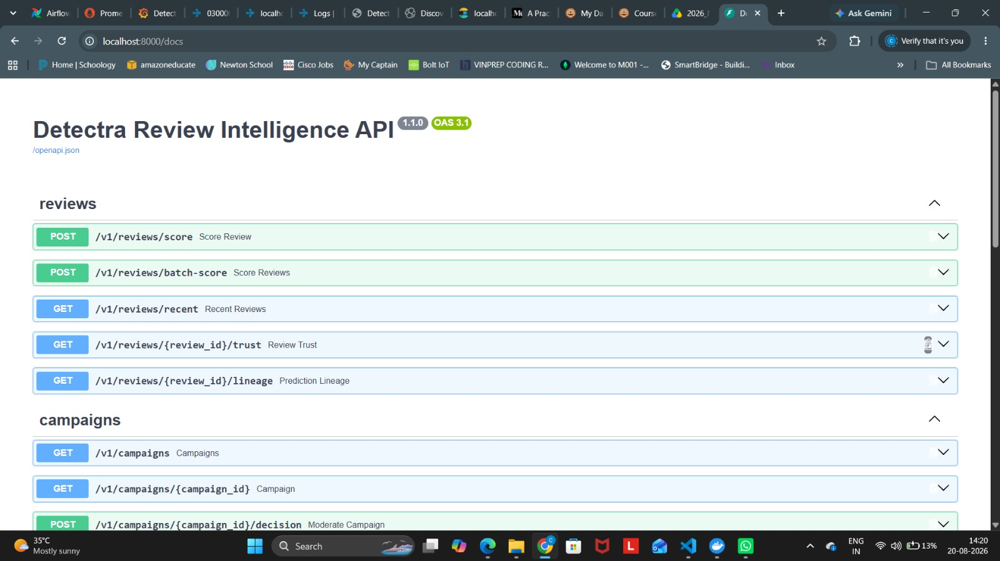 Airflow
Prome
Detect
03000
localho
Logs |
Detect
Discov
localho
A Prac
My Da
Course
2026_
De
Ask Gemini
localhost:8000/docs
Verify that it's you
Home | Schoology
amazoneducate
Newton School
Cisco Jobs
My Captain
Bolt IoT
VINPREP CODING R...
Welcome to M001 -...
SmartBridge - Buildi...
Inbox
All Bookmarks
Detectra Review Intelligence API 1.1.0 OAS 3.1
/openapi.json
reviews
POST /v1/reviews/score Score Review
POST /v1/reviews/batch-score Score Reviews
GET /v1/reviews/recent Recent Reviews
GET /v1/reviews/{review_id}/trust Review Trust
GET /v1/reviews/{review_id}/lineage Prediction Lineage
campaigns
GET /v1/campaigns Campaigns
GET /v1/campaigns/{campaign_id} Campaign
POST /v1/campaigns/{campaign_id}/decision Moderate Campaign
35°C
Mostly sunny
Search
ENG
IN
13%
14:20
20-08-2026